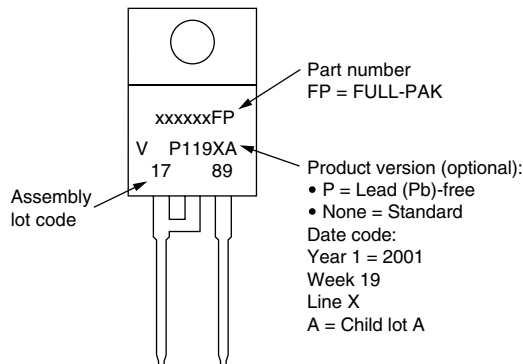 Part number
FP = FULL-PAK
xxxxxxFP
V P119XA
17 89
Assembly
lot code
Product version (optional):
• P = Lead (Pb)-free
• None = Standard
Date code:
Year 1 = 2001
Week 19
Line X
A = Child lot A